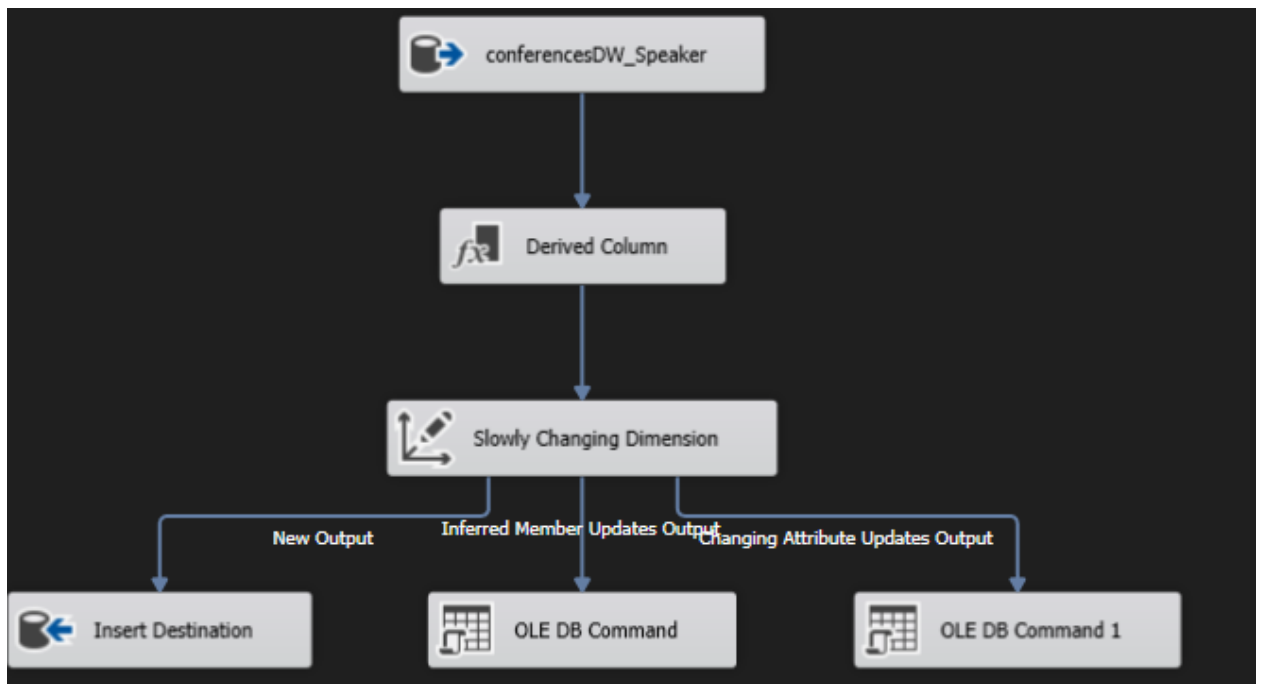 conferencesDW_Speaker
Derived Column
Slowly Changing Dimension
New Output
Inferred Member Updates Output
Changing Attribute Updates Output
Insert Destination
OLE DB Command
OLE DB Command 1